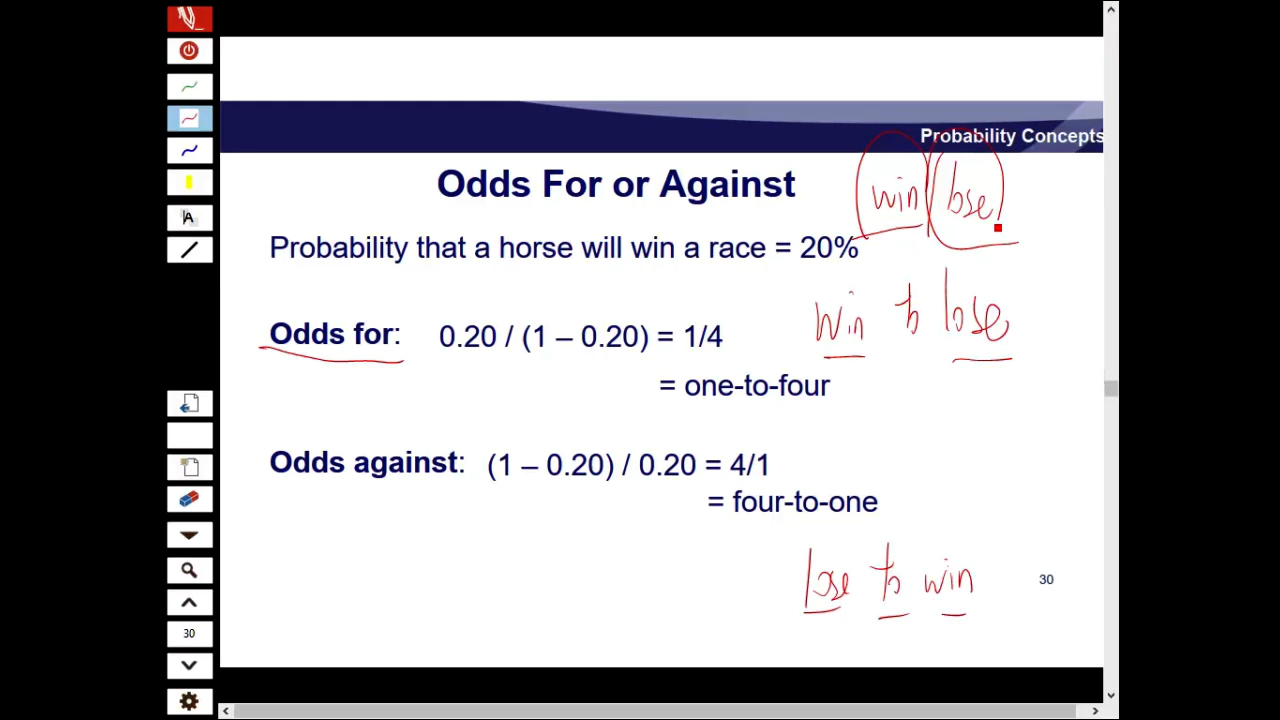 Probability Concepts
Odds For or Against
win lose
Probability that a horse will win a race = 20%
Odds for: 0.20 / (1 – 0.20) = 1/4
win to lose
= one-to-four
Odds against: (1 – 0.20) / 0.20 = 4/1
= four-to-one
lose to win
30
A
30